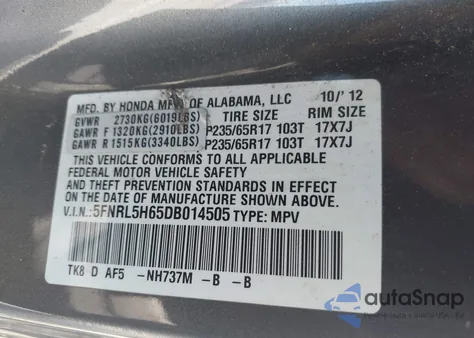 MFD. BY HONDA MFG OF ALABAMA, LLC 10/'12
GVWR 2730KG(6019LBS) TIRE SIZE RIM SIZE
GAWR F 1320KG(2910LBS) P235/65R17 103T 17X7J
GAWR R 1515KG(3340LBS) P235/65R17 103T 17X7J
THIS VEHICLE CONFORMS TO ALL APPLICABLE
FEDERAL MOTOR VEHICLE SAFETY AND
THEFT PREVENTION STANDARDS IN EFFECT ON
THE DATE OF MANUFACTURE SHOWN ABOVE.
V.I.N.:5FNRL5H65DB014505 TYPE: MPV
TK8 D AF5 -NH737M -B -B
autoSnap